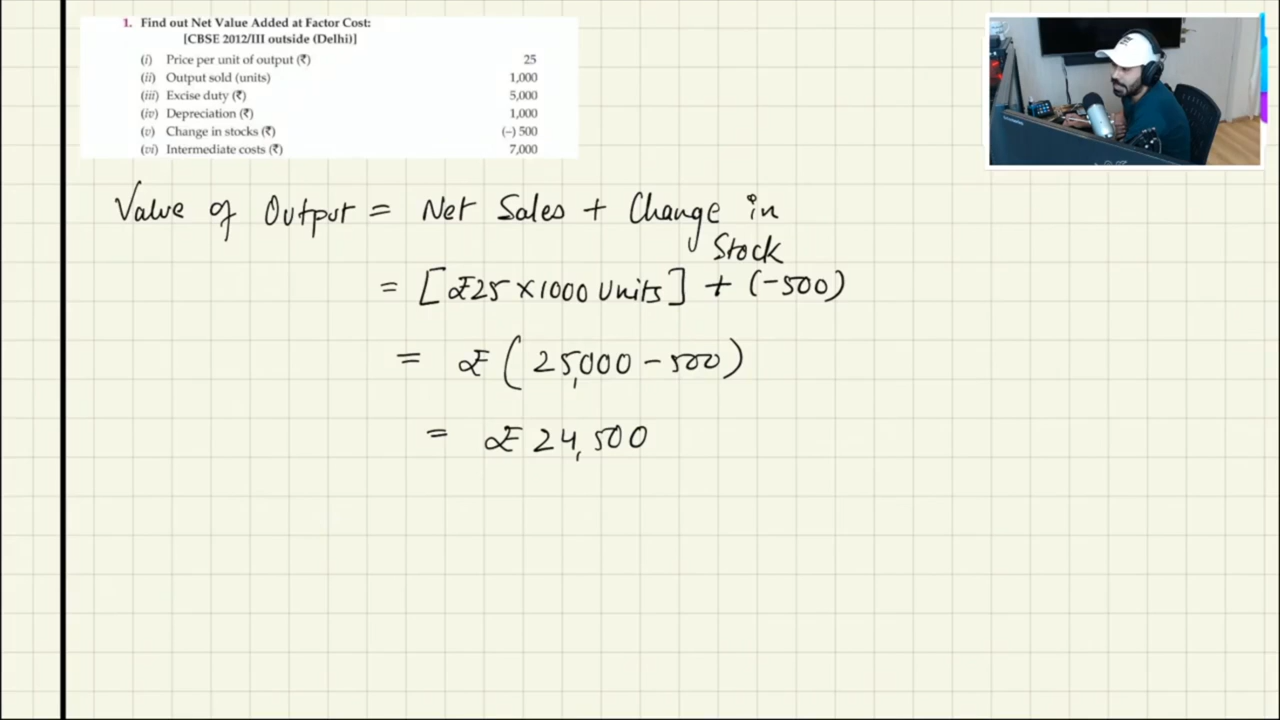 1. Find out Net Value Added at Factor Cost:
[CBSE 2012/III outside (Delhi)]
(i) Price per unit of output (₹) 25
(ii) Output sold (units) 1,000
(iii) Excise duty (₹) 5,000
(iv) Depreciation (₹) 1,000
(v) Change in stocks (₹) (–) 500
(vi) Intermediate costs (₹) 7,000
Value of Output = Net Sales + Change in
Stock
= [₹25 × 1000 Units] + (-500)
= ₹ (25,000 - 500)
= ₹ 24,500